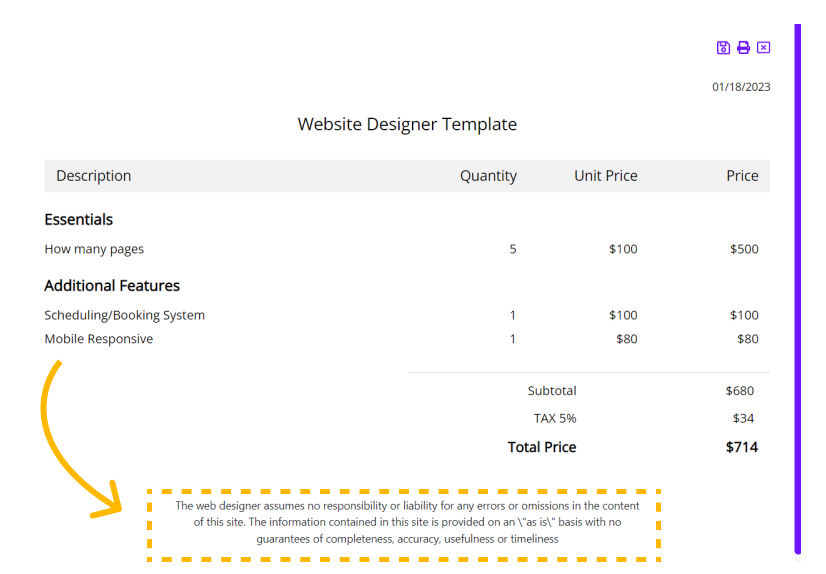 01/18/2023
Website Designer Template
Description Quantity Unit Price Price
Essentials
How many pages 5 $100 $500
Additional Features
Scheduling/Booking System 1 $100 $100
Mobile Responsive 1 $80 $80
Subtotal $680
TAX 5% $34
Total Price $714
The web designer assumes no responsibility or liability for any errors or omissions in the content
of this site. The information contained in this site is provided on an \"as is\" basis with no
guarantees of completeness, accuracy, usefulness or timeliness